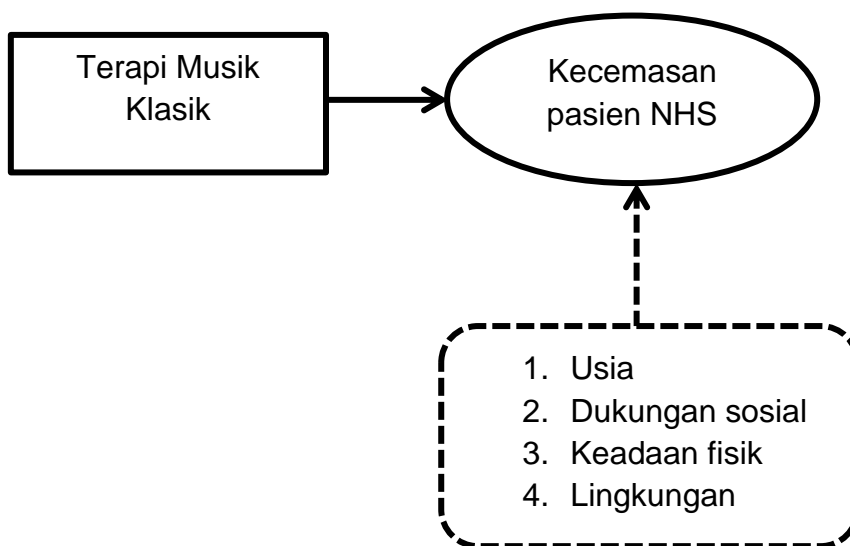 Terapi Musik
Klasik
Kecemasan
pasien NHS
1. Usia
2. Dukungan sosial
3. Keadaan fisik
4. Lingkungan